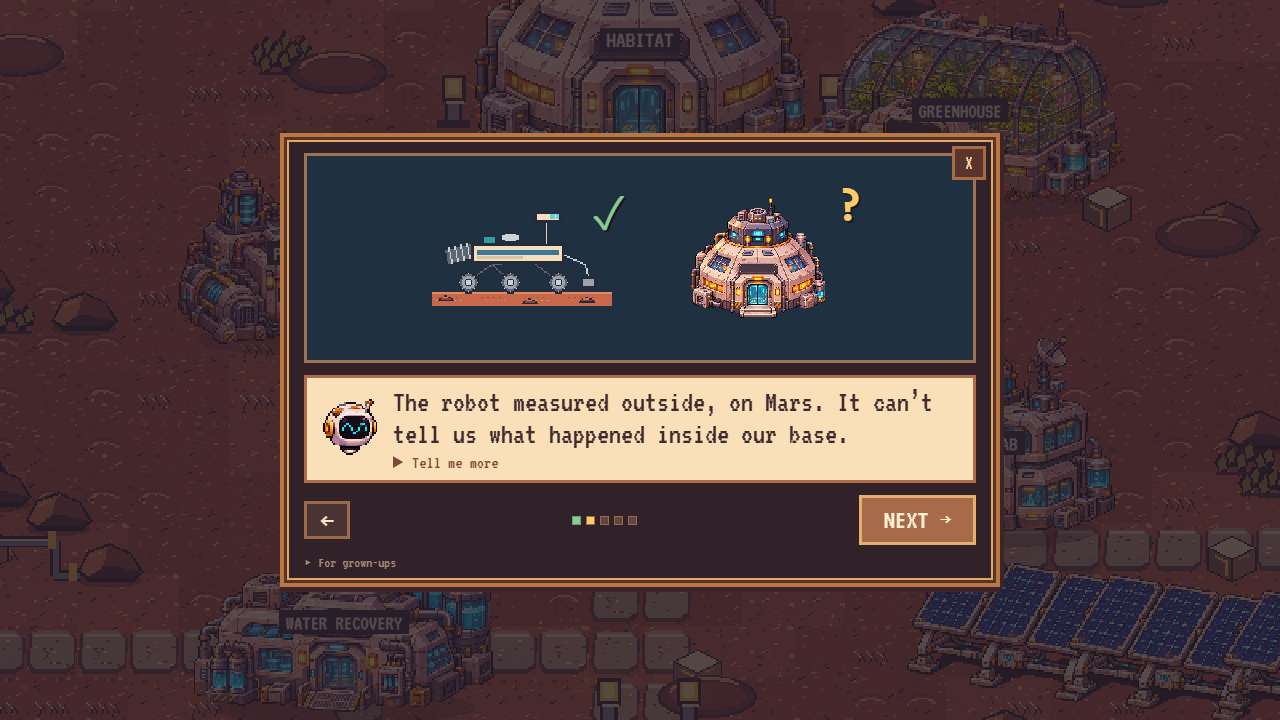 HABITAT
GREENHOUSE
X
?
The robot measured outside, on Mars. It can't
tell us what happened inside our base.
Tell me more
NEXT →
For grown-ups
WATER RECOVERY